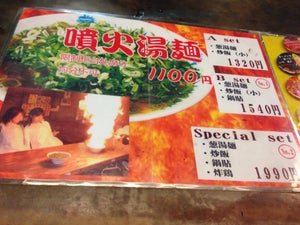 噴火湯麺
1100円
A set
・葱湯麺
・炒飯(小)
1320円
B set
・葱湯麺
・炒飯(小)
・鍋貼
1540円
Special set
・葱湯麺
・炒飯
・鍋貼
・炸鶏
1990円